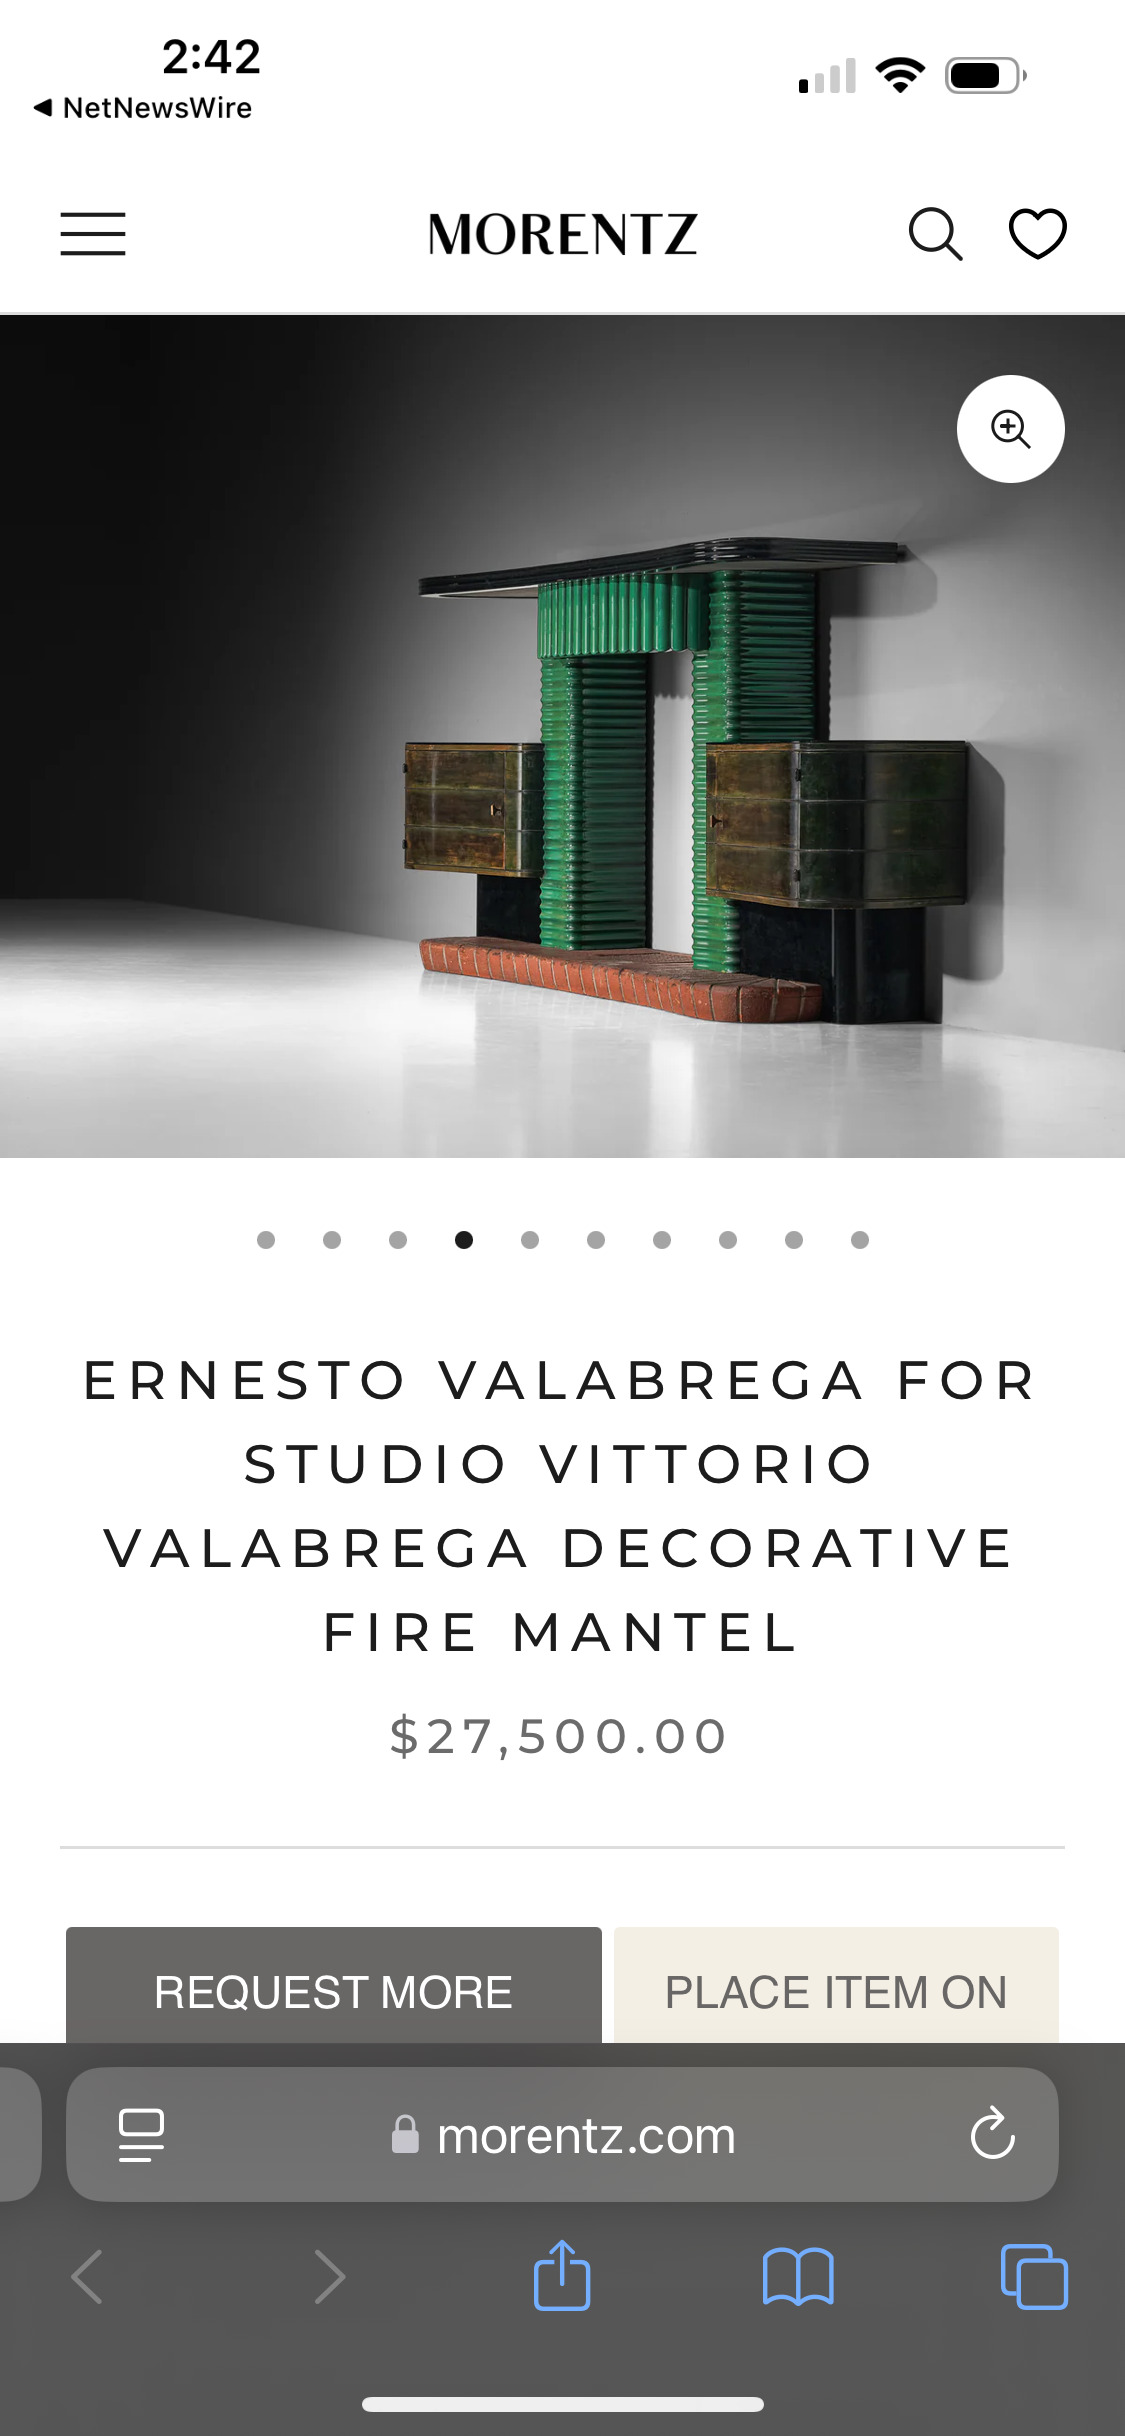 2:42
◀ NetNewsWire
MORENTZ
ERNESTO VALABREGA FOR
STUDIO VITTORIO
VALABREGA DECORATIVE
FIRE MANTEL
$27,500.00
REQUEST MORE
PLACE ITEM ON
morentz.com